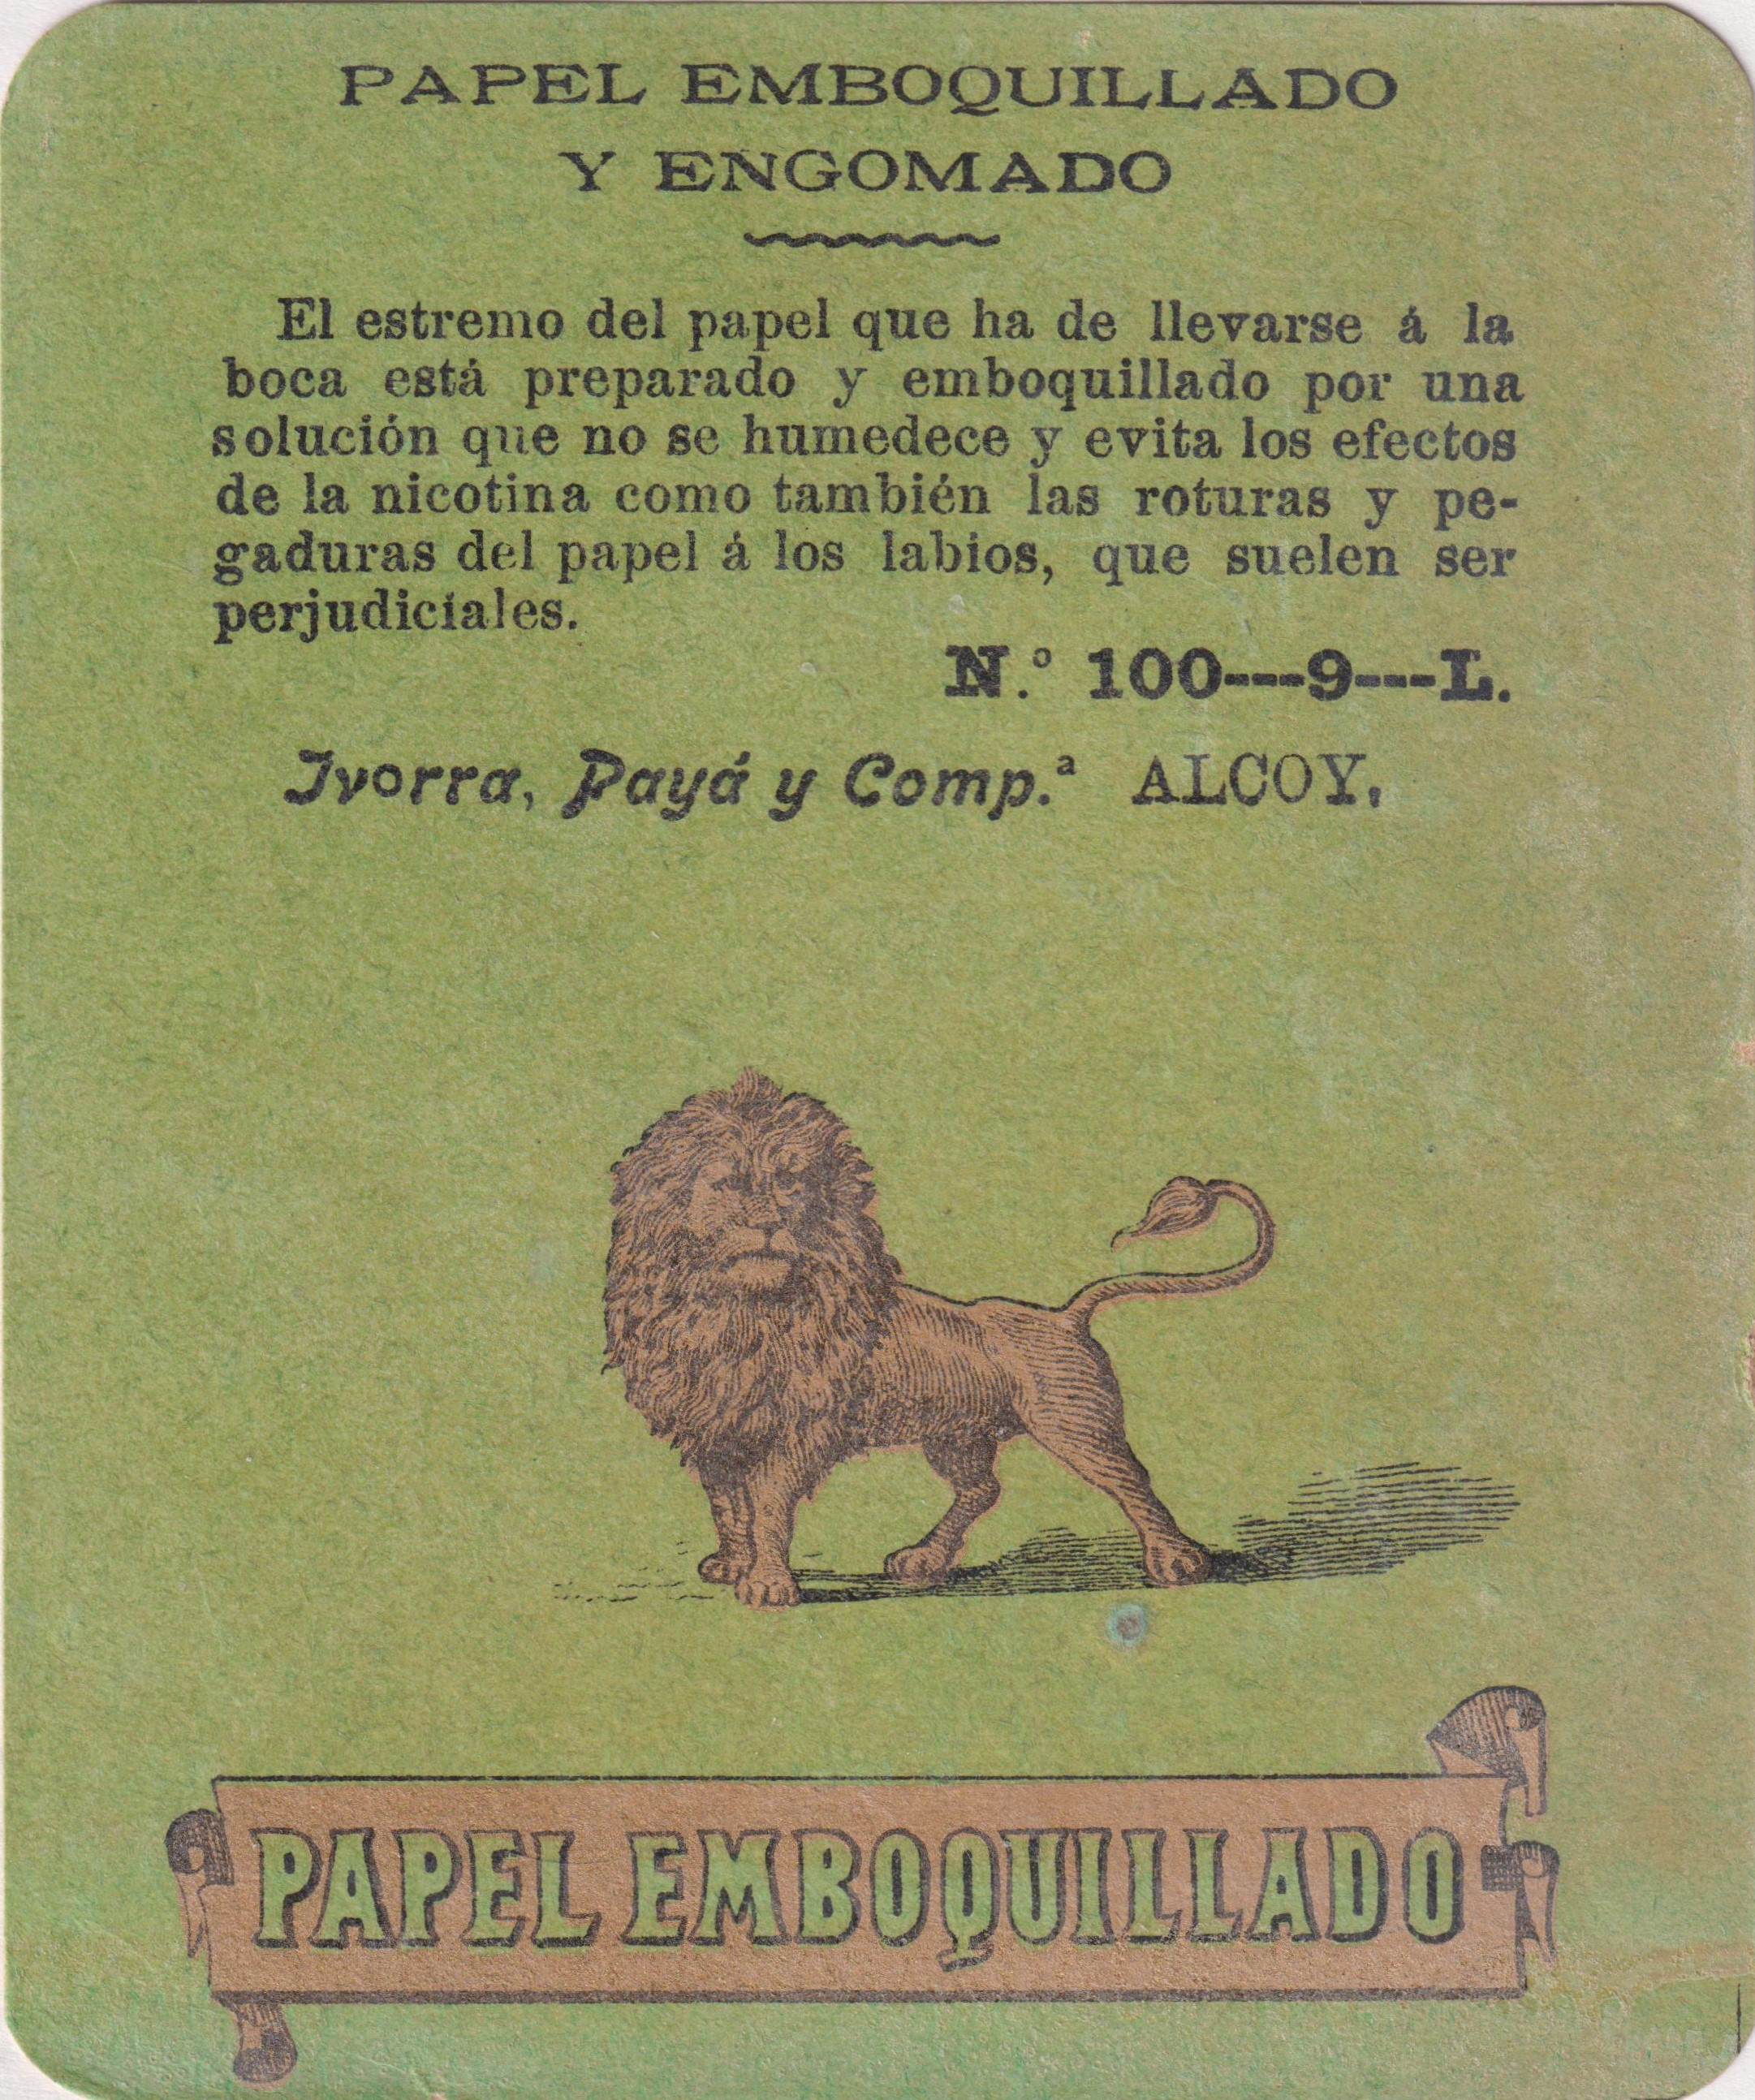 PAPEL EMBOQUILLADO
Y ENGOMADO
El estremo del papel que ha de llevarse á la
boca está preparado y emboquillado por una
solución que no se humedece y evita los efectos
de la nicotina como también las roturas y pe-
gaduras del papel á los labios, que suelen ser
perjudiciales.
N.º 100---9---L.
Ivorra, Payá y Comp.ª ALCOY.
PAPEL EMBOQUILLADO